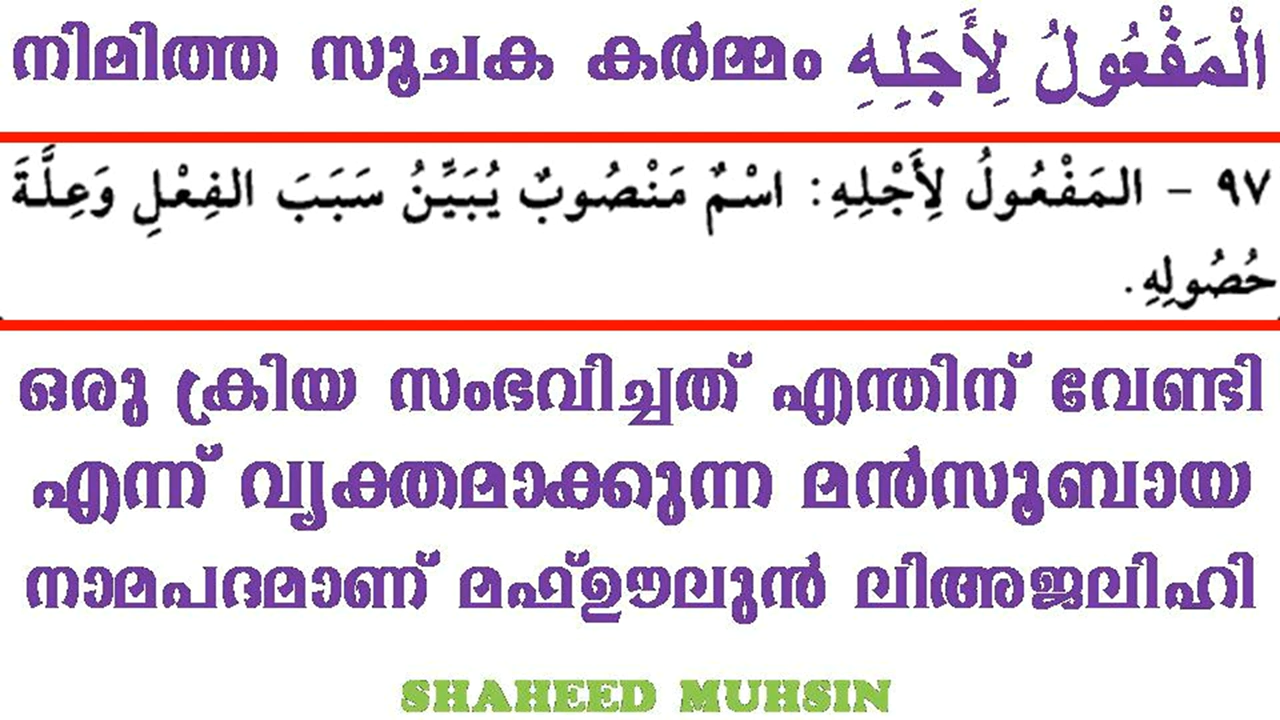 നിമിത്ത സൂചക കർമ്മം الْمَفْعُولُ لِأَجَلِهِ
٩٧ - المَفْعُولُ لِأَجْلِهِ: اسْمٌ مَنْصُوبٌ يُبَيِّنُ سَبَبَ الفِعْلِ وَعِلَّةَ
حُصُولِهِ.
ഒരു ക്രിയ സംഭവിച്ചത് എന്തിന് വേണ്ടി
എന്ന് വ്യക്തമാക്കുന്ന മൻസൂബായ
നാമപദമാണ് മഫ്ഊലുൻ ലിഅജലിഹി
SHAHEED MUHSIN